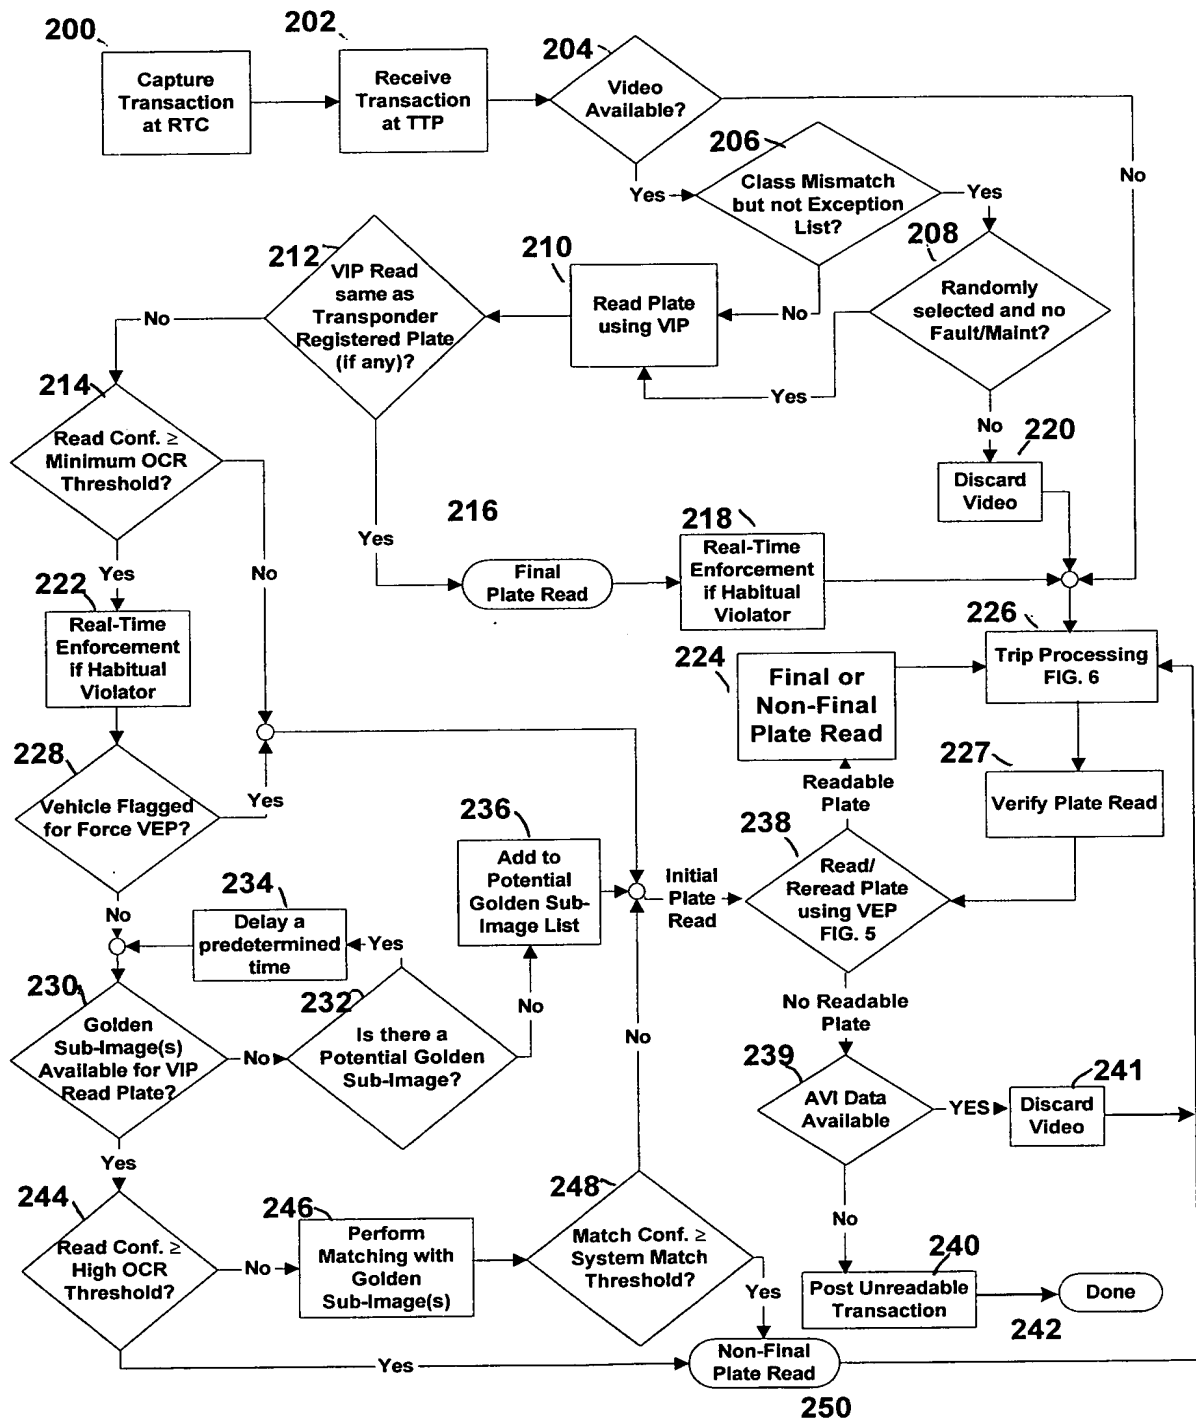 200
Capture
Transaction
at RTC
202
Receive
Transaction
at TTP
204
Video
Available?
No
Yes
206
Class Mismatch
but not Exception
List?
Yes
No
208
Randomly
selected and no
Fault/Maint?
Yes
No
210
Read Plate
using VIP
212
VIP Read
same as
Transponder
Registered Plate
(if any)?
No
Yes
214
Read Conf. ≥
Minimum OCR
Threshold?
No
Yes
216
Final
Plate Read
218
Real-Time
Enforcement
if Habitual
Violator
220
Discard
Video
222
Real-Time
Enforcement
if Habitual
Violator
224
Final or
Non-Final
Plate Read
226
Trip Processing
FIG. 6
227
Verify Plate Read
228
Vehicle Flagged
for Force VEP?
Yes
No
234
Delay a
predetermined
time
Yes
236
Add to
Potential
Golden Sub-
Image List
Initial
Plate
Read
Readable
Plate
238
Read/
Reread Plate
using VEP
FIG. 5
No Readable
Plate
230
Golden
Sub-Image(s)
Available for VIP
Read Plate?
No
Yes
232
Is there a
Potential Golden
Sub-Image?
No
No
239
AVI Data
Available
YES
No
241
Discard
Video
244
Read Conf. ≥
High OCR
Threshold?
No
Yes
246
Perform
Matching with
Golden
Sub-Image(s)
248
Match Conf. ≥
System Match
Threshold?
Yes
240
Post Unreadable
Transaction
Done
242
Non-Final
Plate Read
250